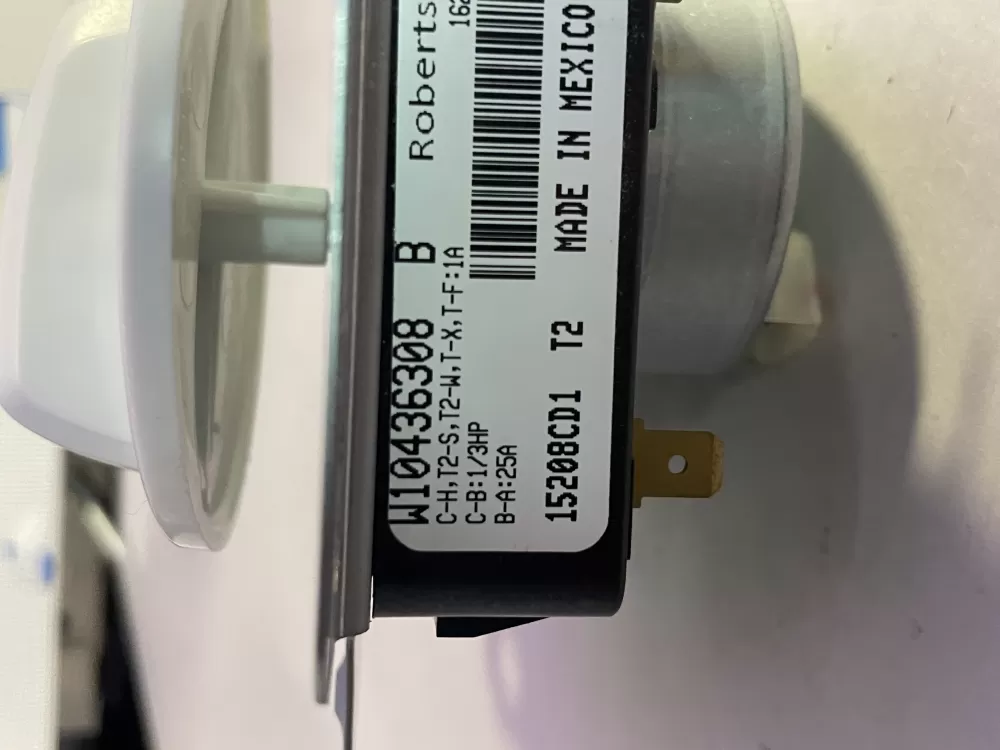 W10436308 B Roberts
C-H,T2-S,T2-W,T-X,T-F:1A 162
C-B:1/3HP
B-A:25A
15208CD1 T2 MADE IN MEXICO